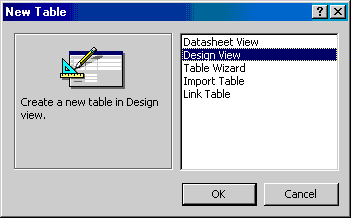 New Table
Create a new table in Design
view.
Datasheet View
Design View
Table Wizard
Import Table
Link Table
OK
Cancel